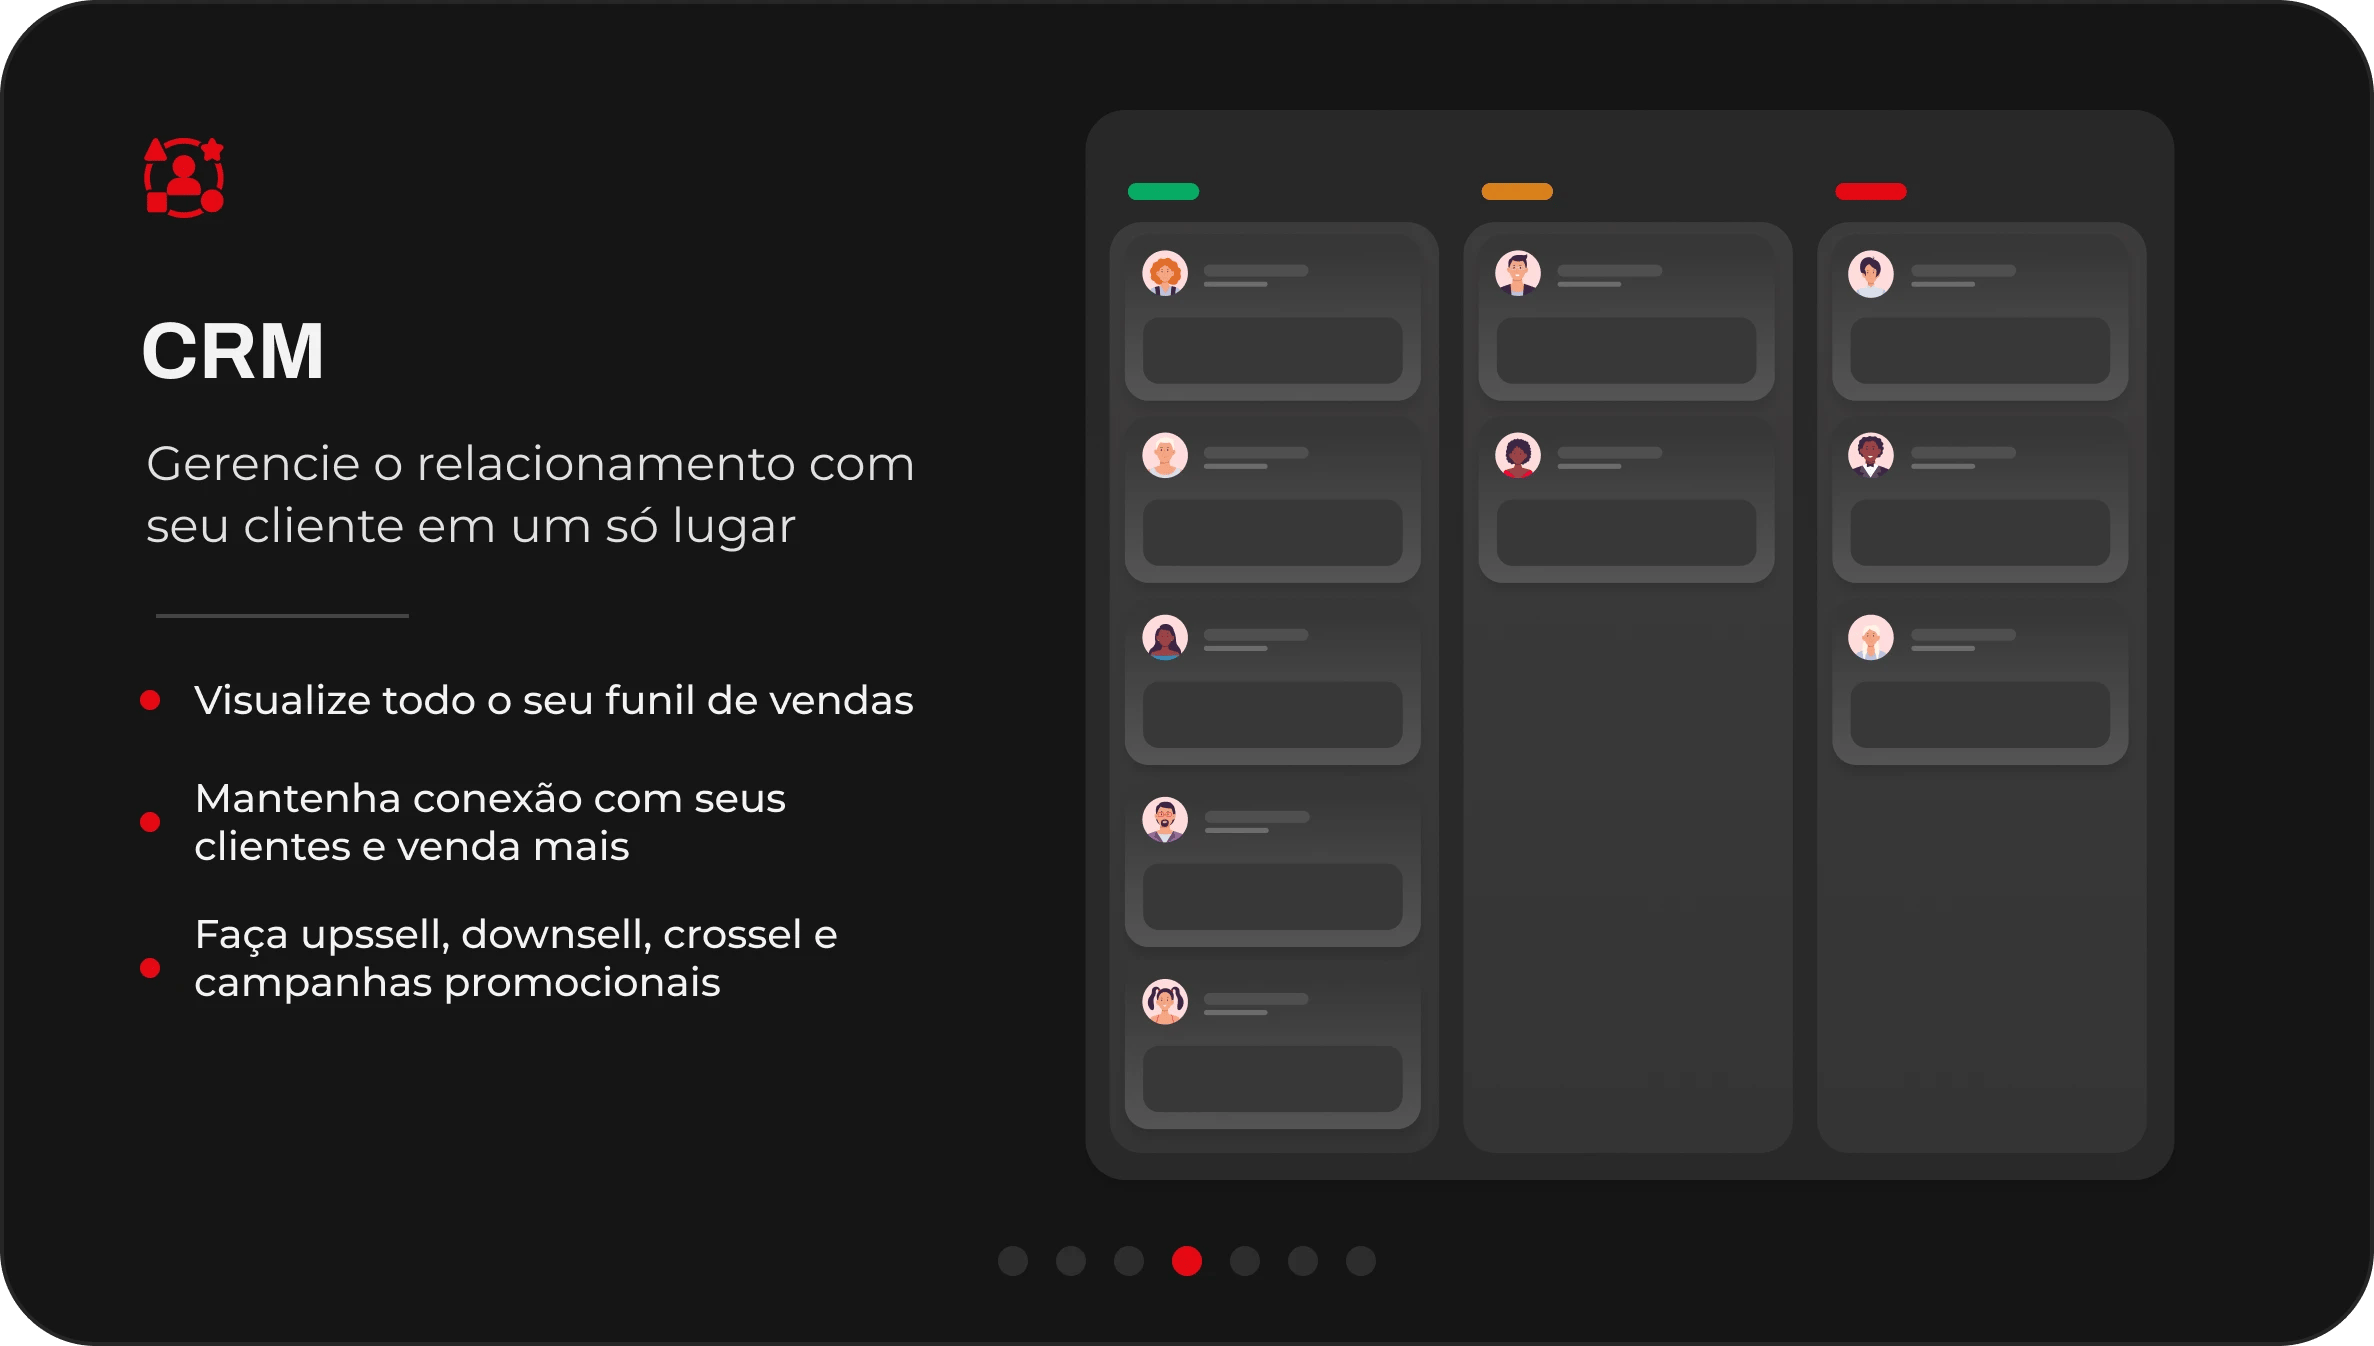 CRM
Gerencie o relacionamento com
seu cliente em um só lugar
Visualize todo o seu funil de vendas
Mantenha conexão com seus
clientes e venda mais
Faça upssell, downsell, crossel e
campanhas promocionais